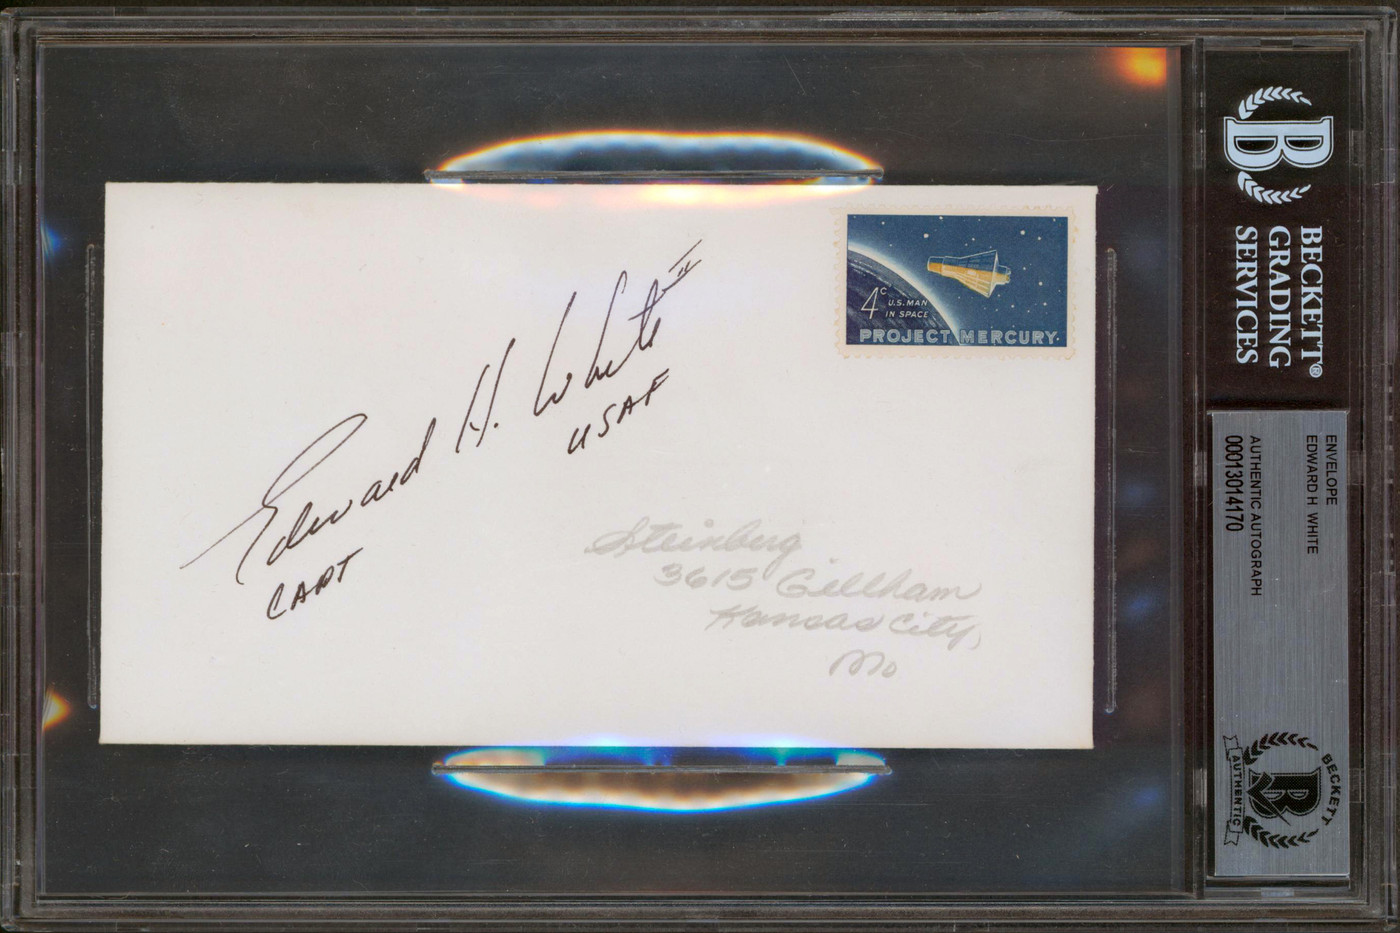 Edward H. White II
CAPT
USAF
4c
U.S. MAN
IN SPACE
PROJECT MERCURY
Steinberg
3615 Gillham
Kansas City,
Mo
B
BECKETT®
GRADING
SERVICES
ENVELOPE
EDWARD H WHITE
AUTHENTIC AUTOGRAPH
00013014170
BECKETT
B
AUTHENTIC